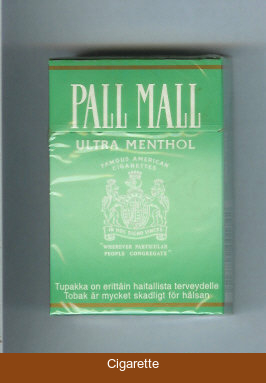 PALL MALL
ULTRA MENTHOL
FAMOUS AMERICAN
CIGARETTES
IN HOC SIGNO VINCES
WHEREVER PARTICULAR
PEOPLE CONGREGATE
Tupakka on erittäin haitallista terveydelle
Tobak är mycket skadligt för hälsan
Cigarette